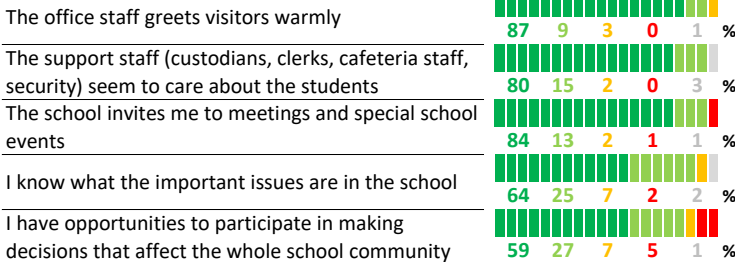 The office staff greets visitors warmly
87 9 3 0 1 %
The support staff (custodians, clerks, cafeteria staff,
security) seem to care about the students
80 15 2 0 3 %
The school invites me to meetings and special school
events
84 13 2 1 1 %
I know what the important issues are in the school
64 25 7 2 2 %
I have opportunities to participate in making
decisions that affect the whole school community
59 27 7 5 1 %